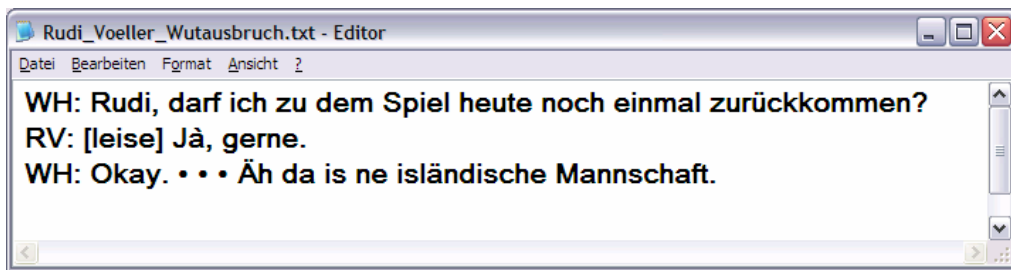 Rudi_Voeller_Wutausbruch.txt - Editor
Datei Bearbeiten Format Ansicht ?
WH: Rudi, darf ich zu dem Spiel heute noch einmal zurückkommen?
RV: [leise] Jà, gerne.
WH: Okay. • • • Äh da is ne isländische Mannschaft.